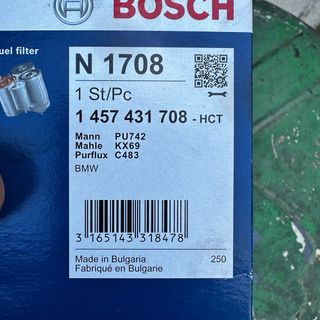 BOSCH
uel filter
N 1708
1 St/Pc
1 457 431 708 - HCT
Mann PU742
Mahle KX69
Purflux C483
BMW
3 165143 318478
Made in Bulgaria 250
Fabriqué en Bulgarie